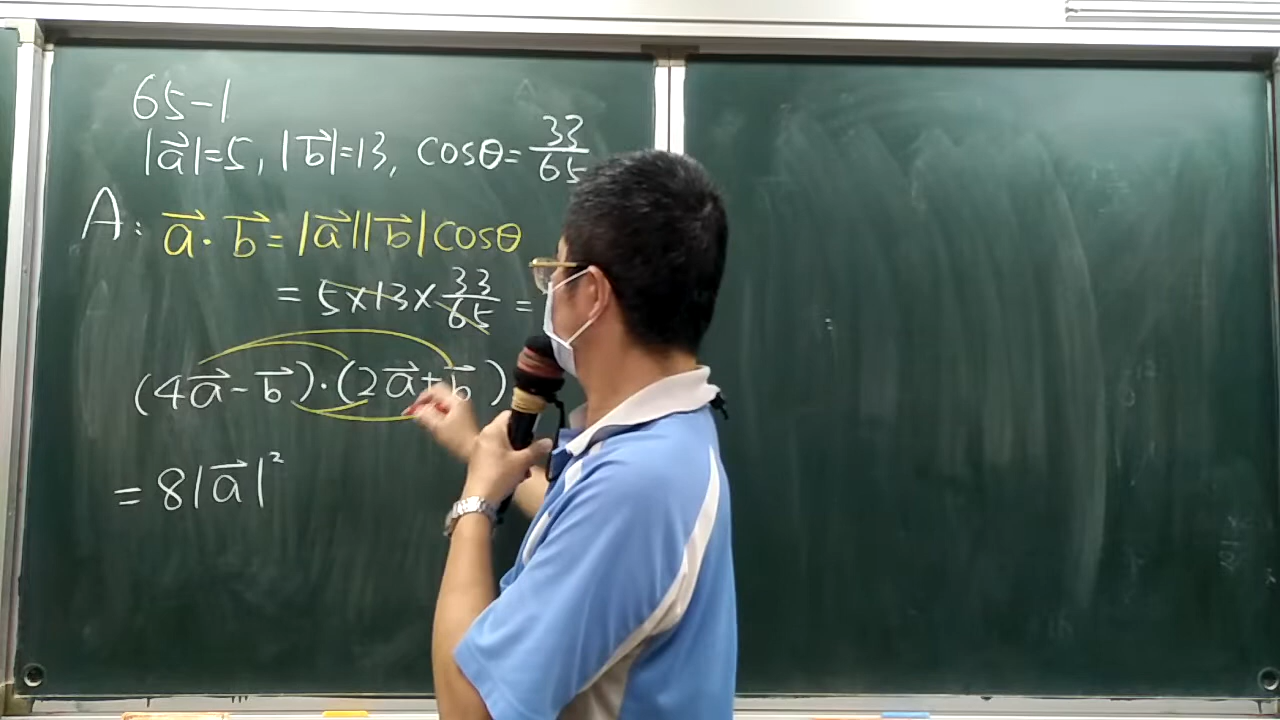 65-1
|a⃗|=5, |b⃗|=13, cosθ=33/65
A: a⃗·b⃗=|a⃗||b⃗|cosθ
=5×13×33/65=
(4a⃗-b⃗)·(2a⃗+b⃗)
=8|a⃗|²